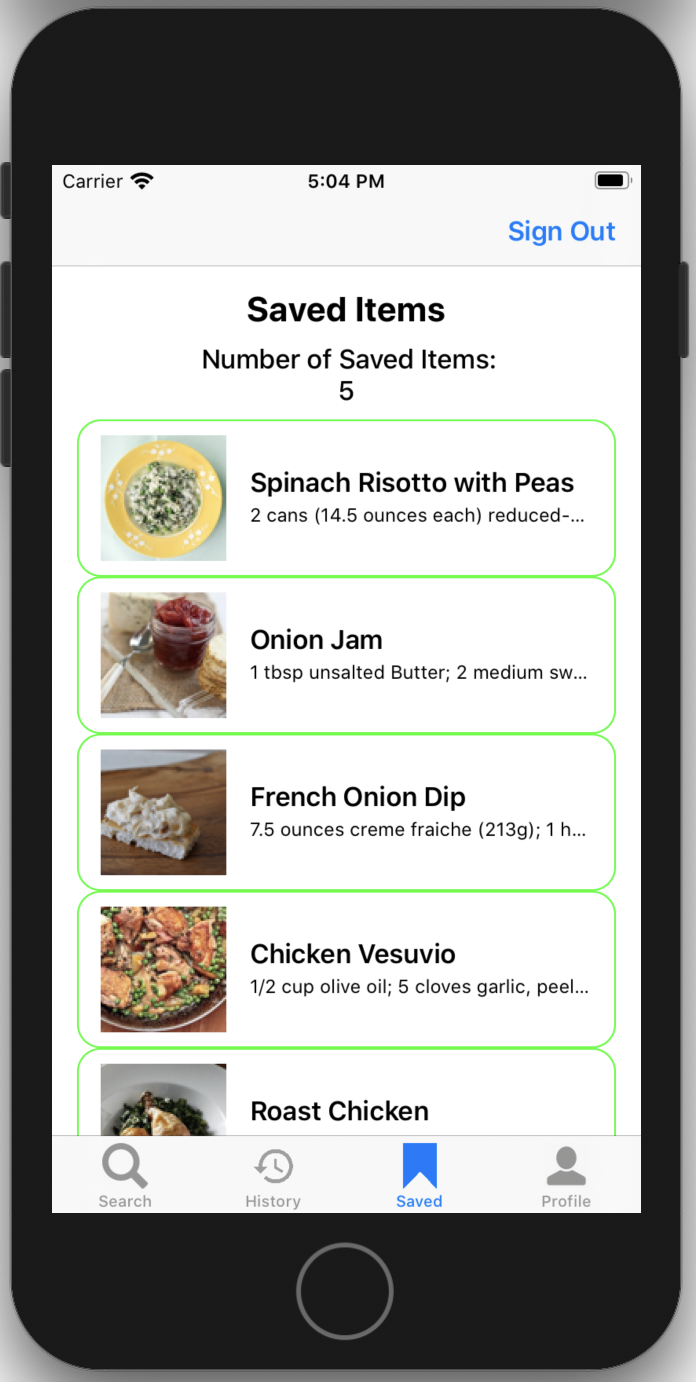 Carrier 5:04 PM
Sign Out
Saved Items
Number of Saved Items:
5
Spinach Risotto with Peas
2 cans (14.5 ounces each) reduced-...
Onion Jam
1 tbsp unsalted Butter; 2 medium sw...
French Onion Dip
7.5 ounces creme fraiche (213g); 1 h...
Chicken Vesuvio
1/2 cup olive oil; 5 cloves garlic, peel...
Roast Chicken
Search History Saved Profile